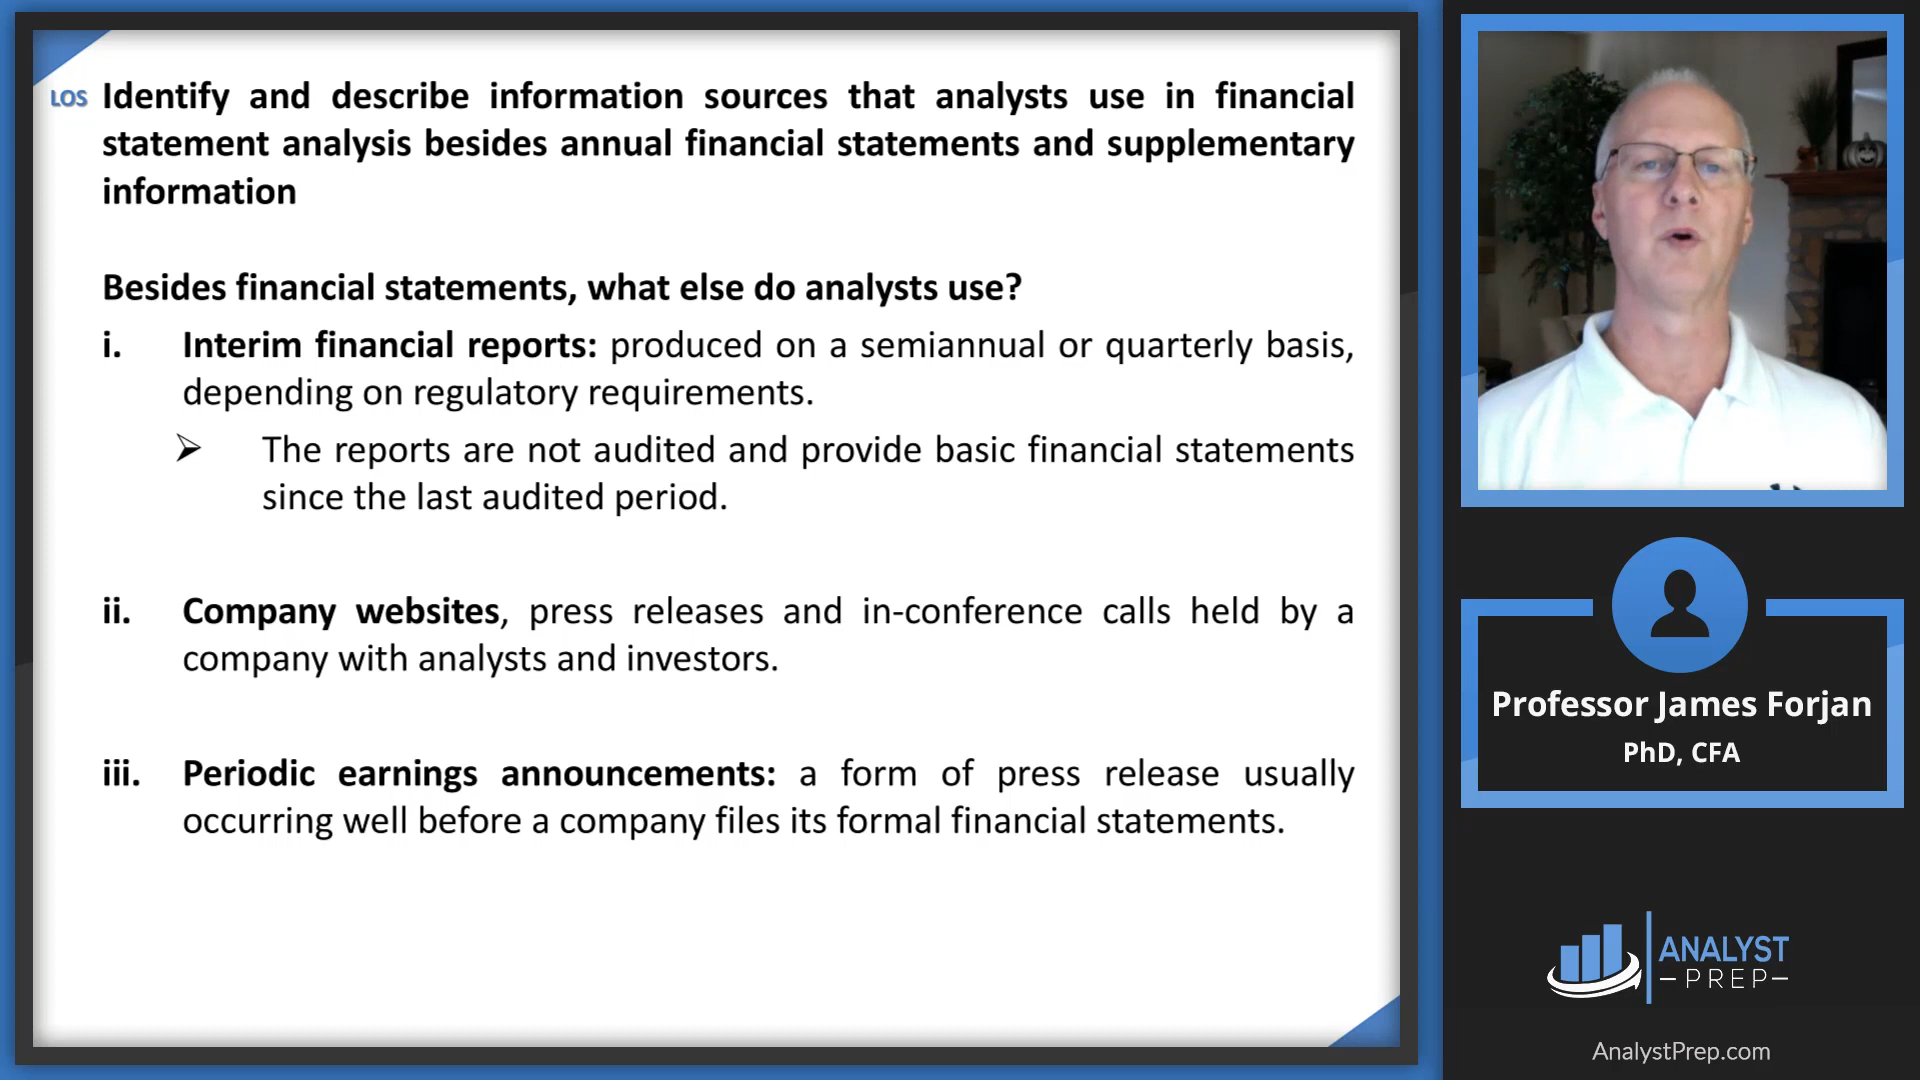 LOS Identify and describe information sources that analysts use in financial
statement analysis besides annual financial statements and supplementary
information
Besides financial statements, what else do analysts use?
i. Interim financial reports: produced on a semiannual or quarterly basis,
depending on regulatory requirements.
➢ The reports are not audited and provide basic financial statements
since the last audited period.
ii. Company websites, press releases and in-conference calls held by a
company with analysts and investors.
iii. Periodic earnings announcements: a form of press release usually
occurring well before a company files its formal financial statements.
Professor James Forjan
PhD, CFA
ANALYST
PREP
AnalystPrep.com